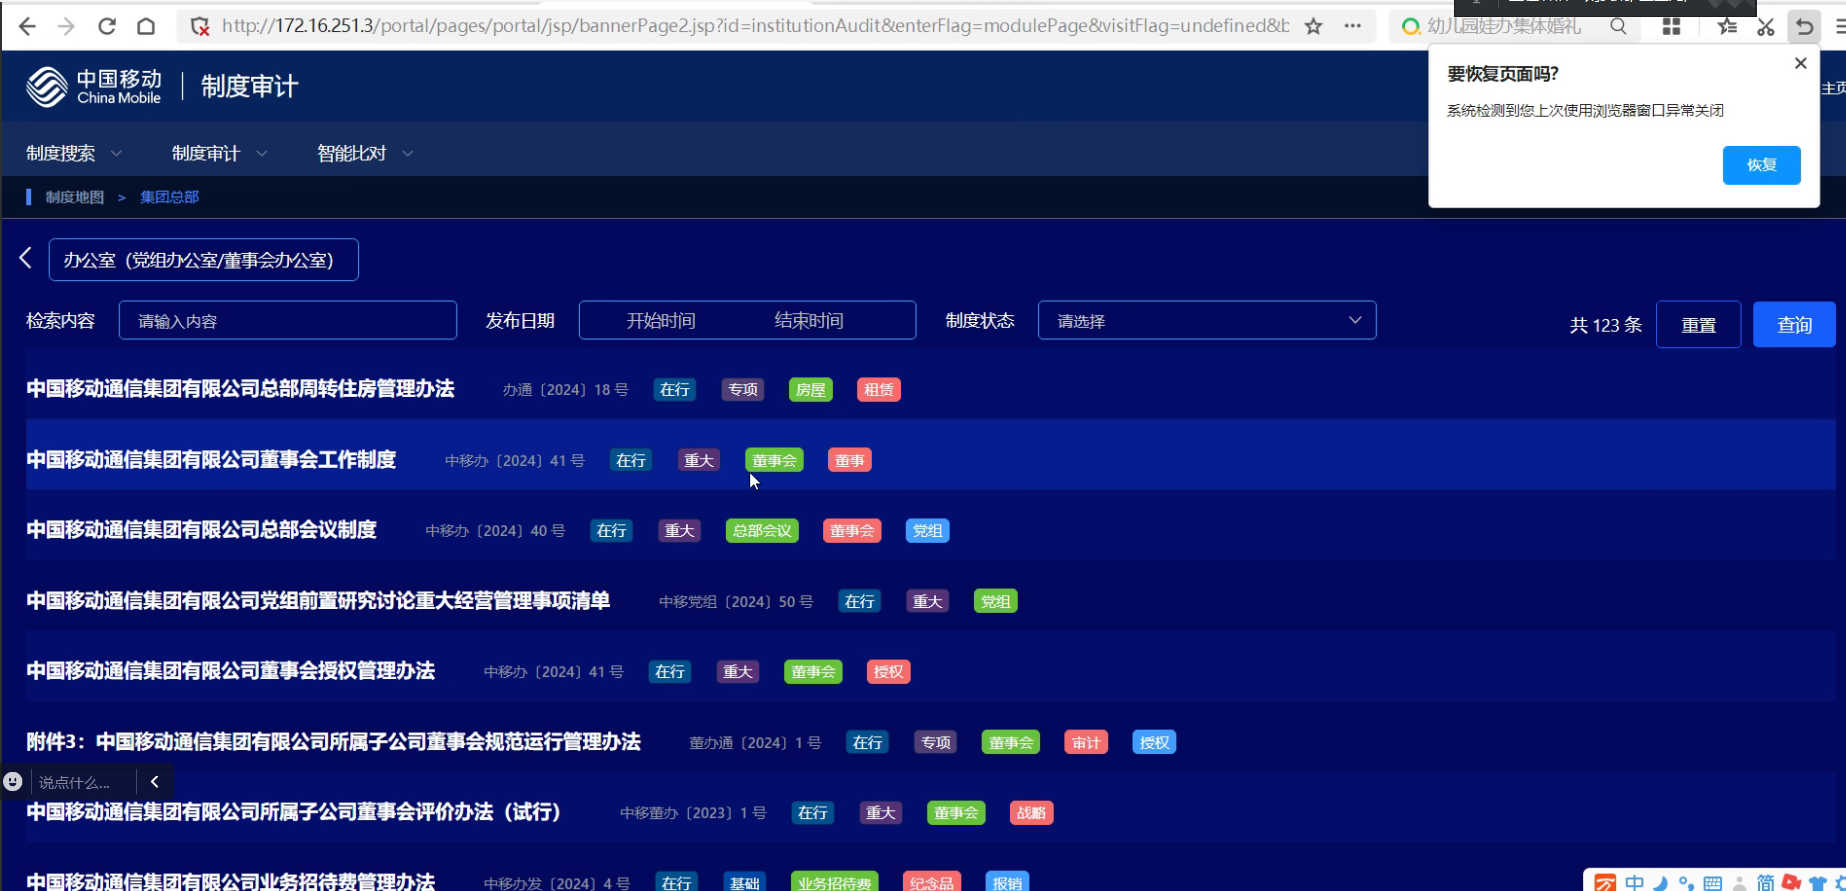 http://172.16.251.3/portal/pages/portal/jsp/bannerPage2.jsp?id=institutionAudit&enterFlag=modulePage&visitFlag=undefined&t
幼儿园娃办集体婚礼
要恢复页面吗?
系统检测到您上次使用浏览器窗口异常关闭
恢复
中国移动
China Mobile
制度审计
主页
制度搜索 制度审计 智能比对
制度地图 > 集团总部
办公室（党组办公室/董事会办公室）
检索内容 请输入内容 发布日期 开始时间 结束时间 制度状态 请选择 共 123 条 重置 查询
中国移动通信集团有限公司总部周转住房管理办法 办通〔2024〕18 号 在行 专项 房屋 租赁
中国移动通信集团有限公司董事会工作制度 中移办〔2024〕41 号 在行 重大 董事会 董事
中国移动通信集团有限公司总部会议制度 中移办〔2024〕40 号 在行 重大 总部会议 董事会 党组
中国移动通信集团有限公司党组前置研究讨论重大经营管理事项清单 中移党组〔2024〕50 号 在行 重大 党组
中国移动通信集团有限公司董事会授权管理办法 中移办〔2024〕41 号 在行 重大 董事会 授权
附件3：中国移动通信集团有限公司所属子公司董事会规范运行管理办法 董办通〔2024〕1 号 在行 专项 董事会 审计 授权
说点什么...
中国移动通信集团有限公司所属子公司董事会评价办法（试行） 中移董办〔2023〕1 号 在行 重大 董事会 战略
中国移动通信集团有限公司业务招待费管理办法 中移办发〔2024〕4 号 在行 基础 业务招待费 纪念品 报销
中 简